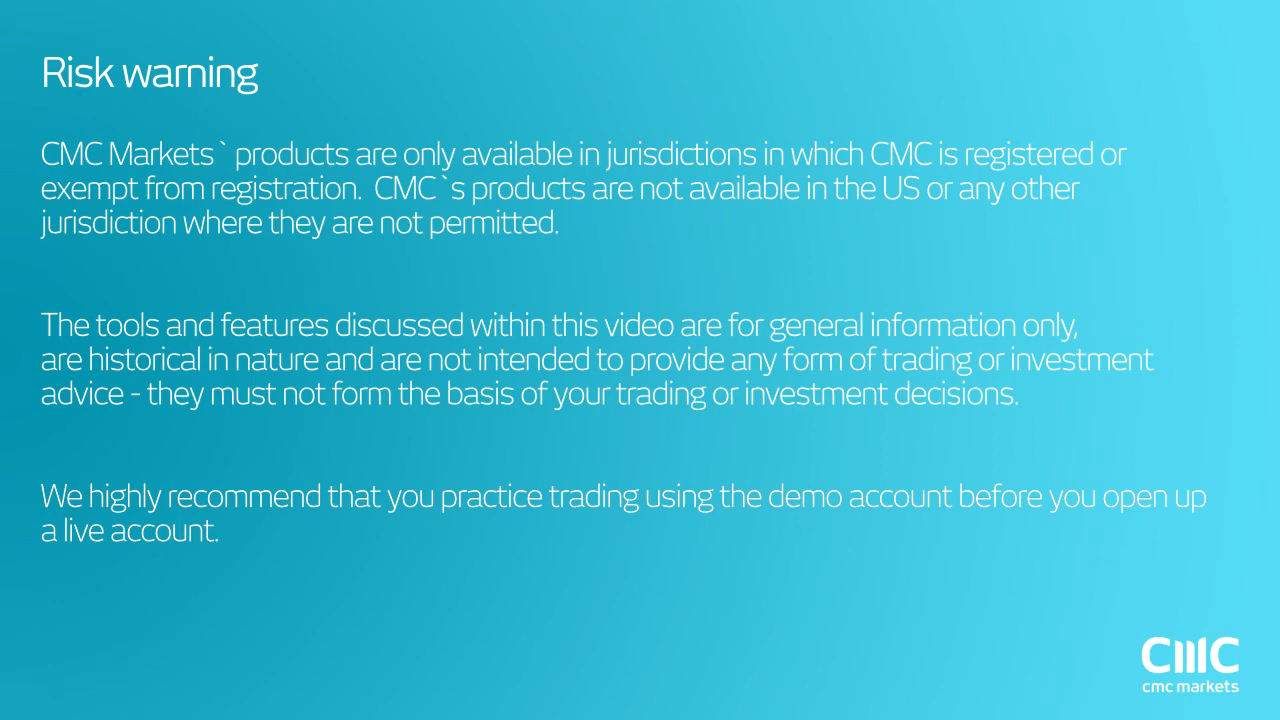 Risk warning
CMC Markets` products are only available in jurisdictions in which CMC is registered or
exempt from registration.  CMC`s products are not available in the US or any other
jurisdiction where they are not permitted.
The tools and features discussed within this video are for general information only,
are historical in nature and are not intended to provide any form of trading or investment
advice - they must not form the basis of your trading or investment decisions.
We highly recommend that you practice trading using the demo account before you open up
a live account.
CMC
cmc markets